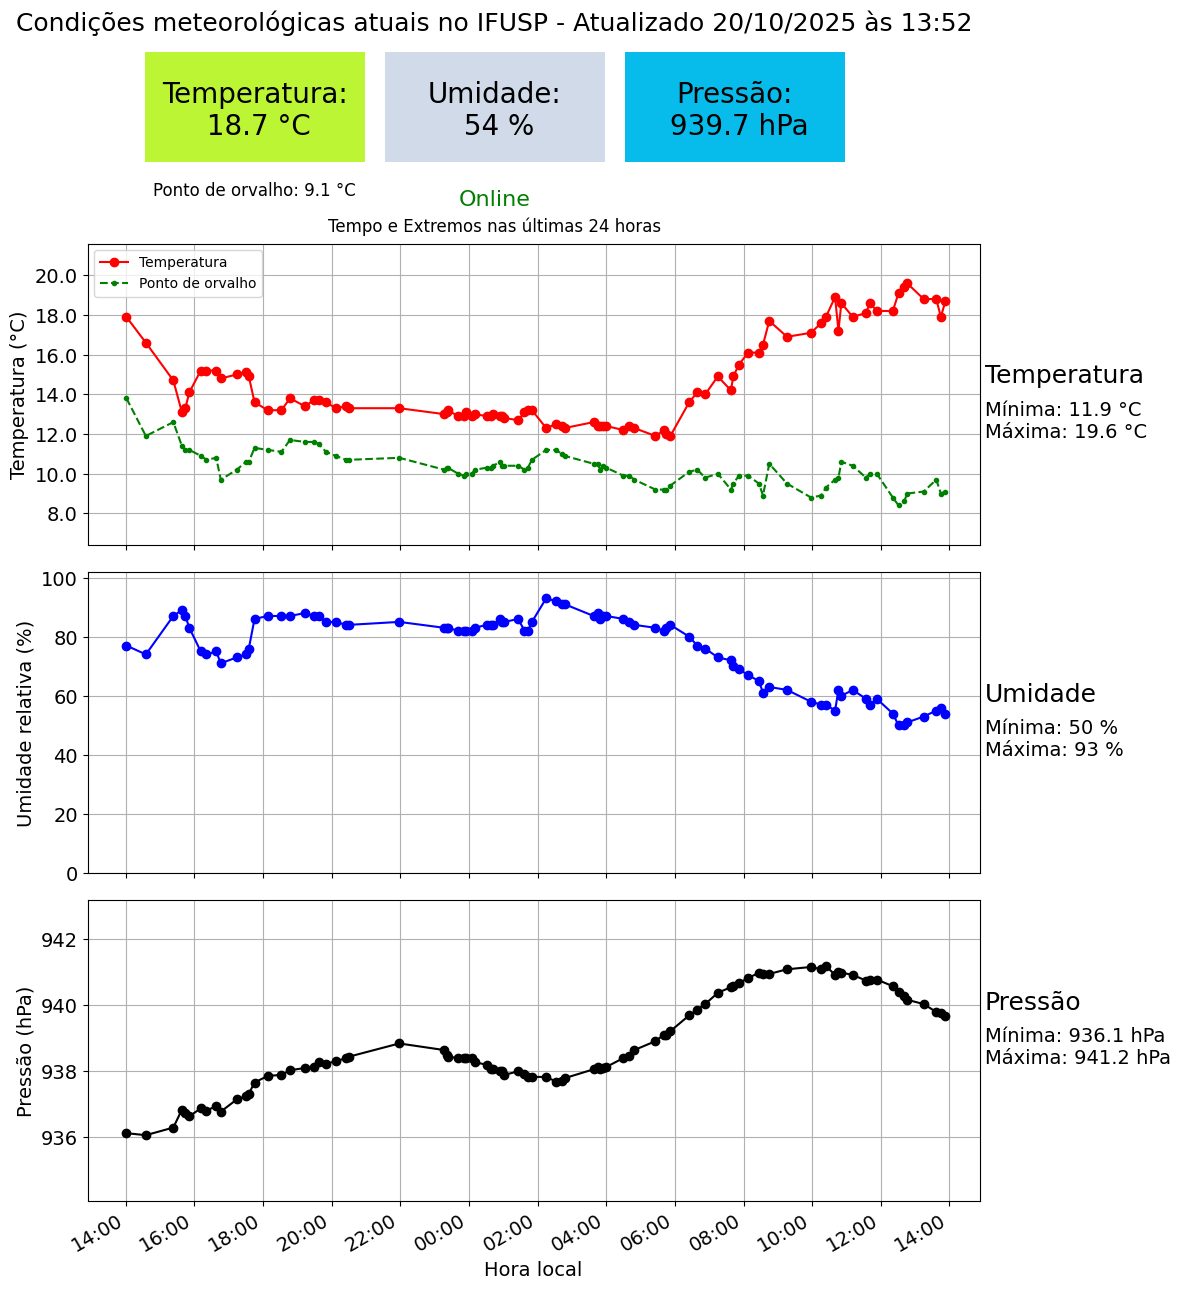 Condições meteorológicas atuais no IFUSP - Atualizado 20/10/2025 às 13:52
Temperatura:
18.7 °C
Umidade:
54 %
Pressão:
939.7 hPa
Ponto de orvalho: 9.1 °C
Online
Tempo e Extremos nas últimas 24 horas
Temperatura
Ponto de orvalho
Temperatura (°C)
20.0
18.0
16.0
14.0
12.0
10.0
8.0
Temperatura
Mínima: 11.9 °C
Máxima: 19.6 °C
Umidade relativa (%)
100
80
60
40
20
0
Umidade
Mínima: 50 %
Máxima: 93 %
Pressão (hPa)
942
940
938
936
Pressão
Mínima: 936.1 hPa
Máxima: 941.2 hPa
14:00
16:00
18:00
20:00
22:00
00:00
02:00
04:00
06:00
08:00
10:00
12:00
14:00
Hora local